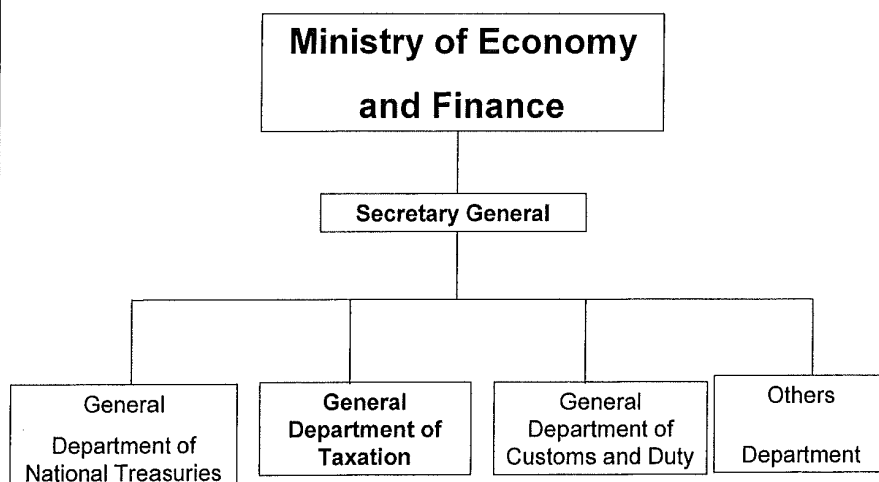 Ministry of Economy
and Finance
Secretary General
General
Department of
National Treasuries
General
Department of
Taxation
General
Department of
Customs and Duty
Others
Department